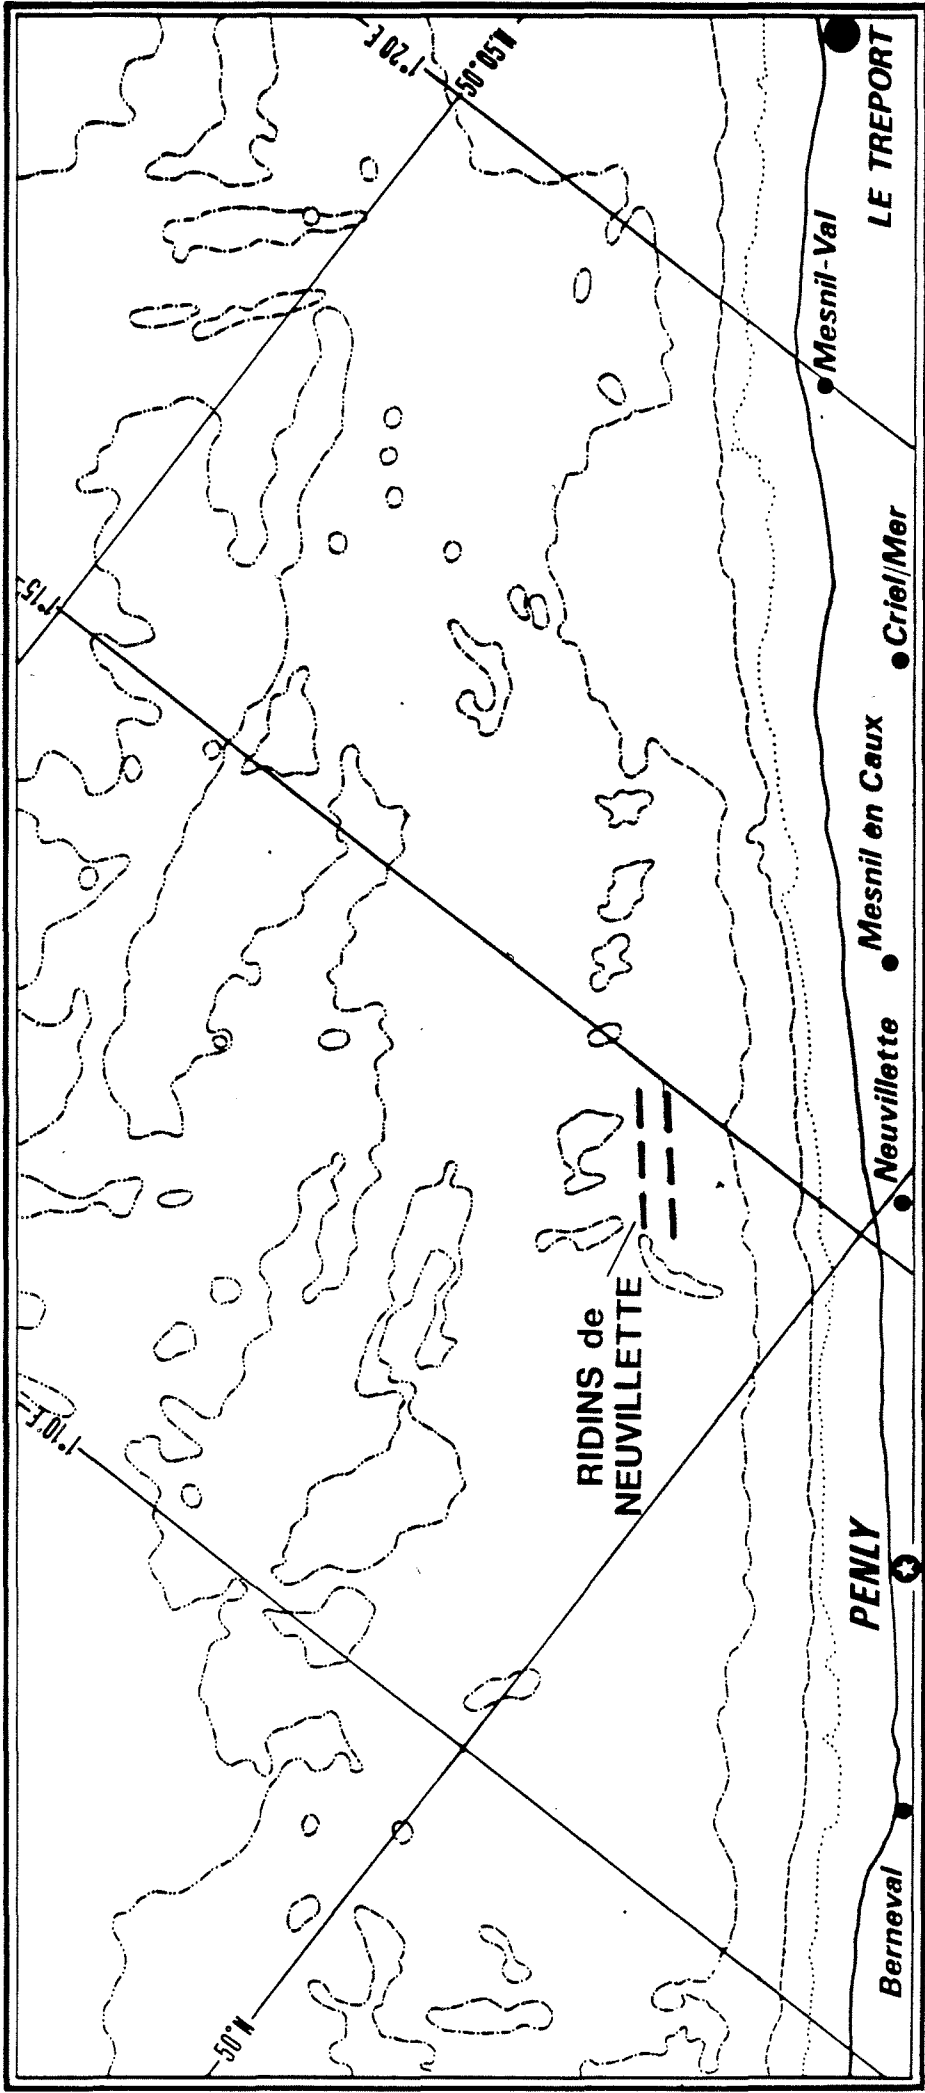 1°20 E
N.50°05
LE TREPORT
Mesnil-Val
1°15
Criel/Mer
Mesnil en Caux
Neuvillette
RIDINS de
NEUVILLETTE
1°10' E
PENLY
Berneval
50° N.